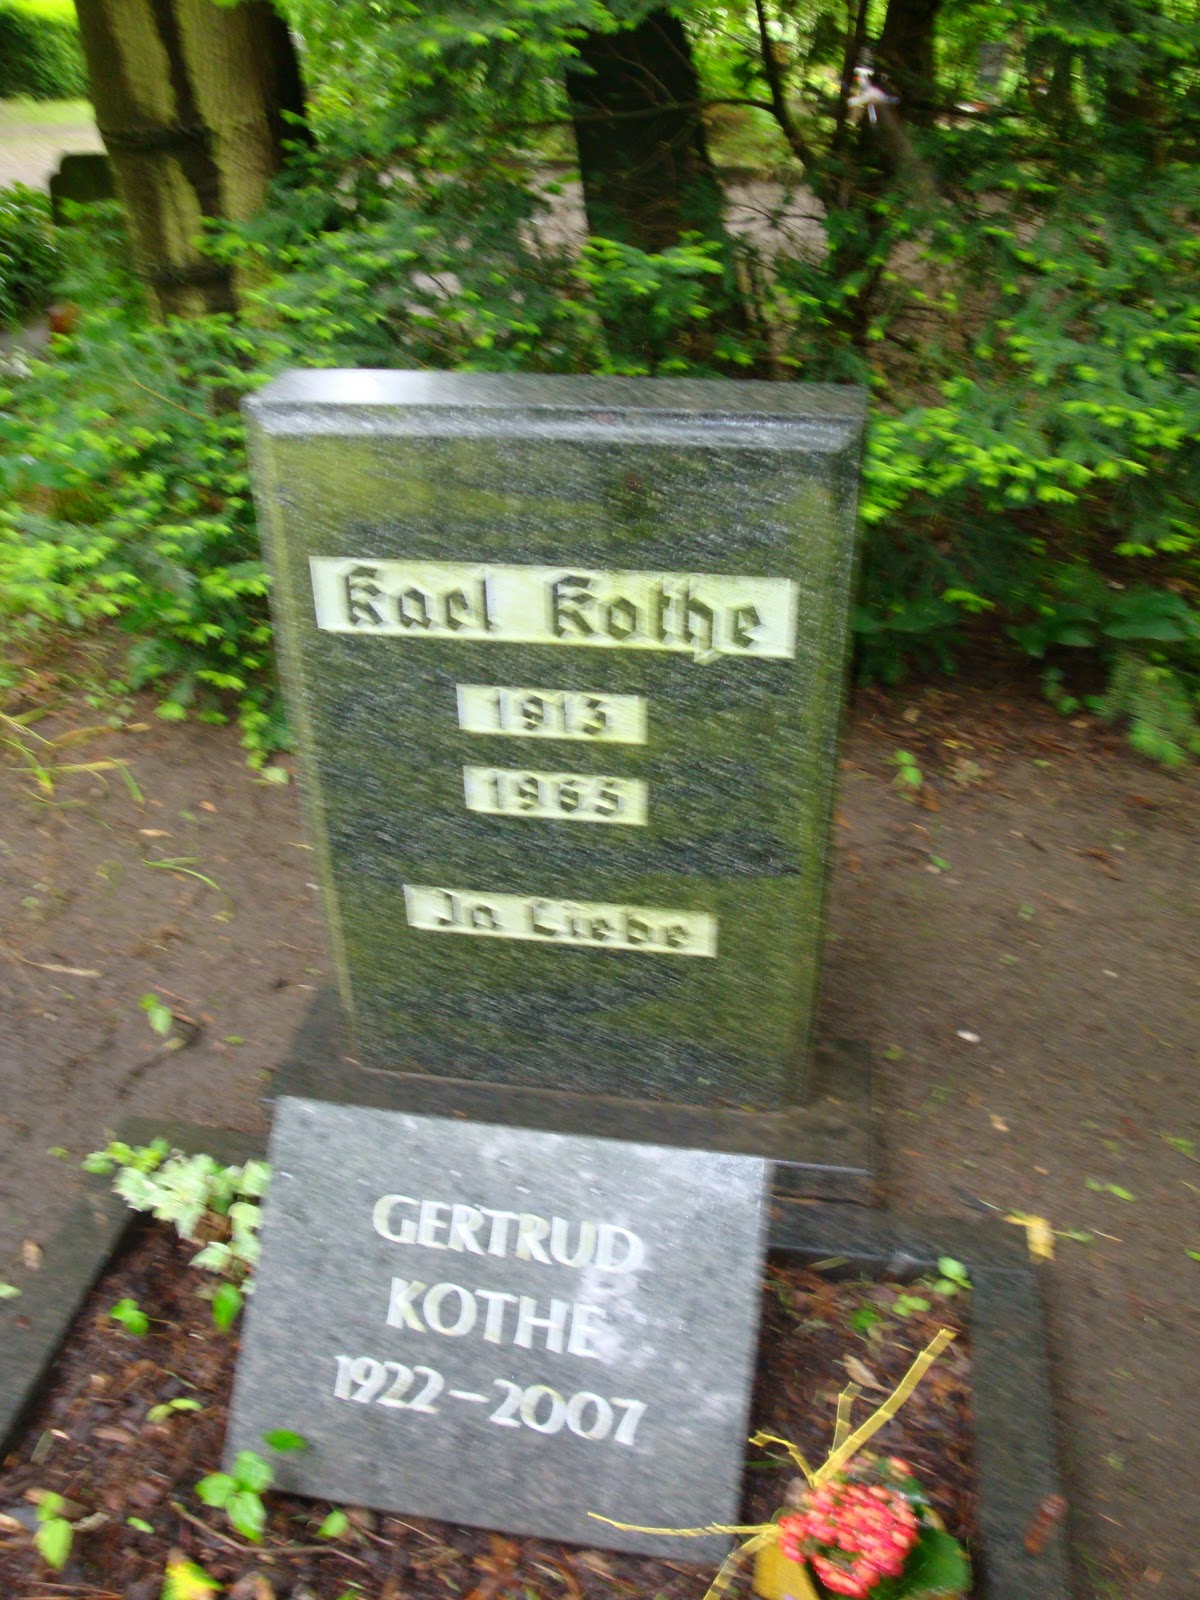 Karl Kothe
1913
1965
In Liebe
GERTRUD
KOTHE
1922-2007